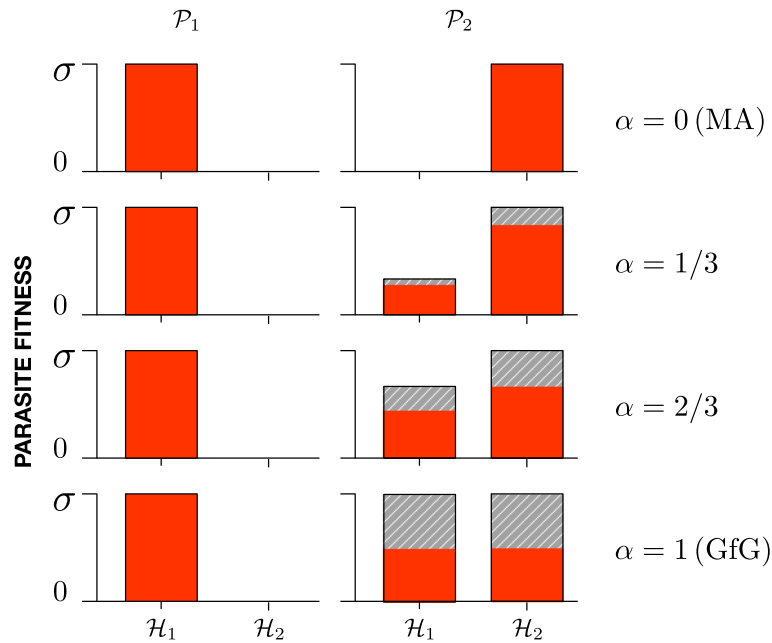 𝒫₁ 𝒫₂
σ
0
α = 0 (MA)
σ
0
α = 1/3
PARASITE FITNESS
σ
0
α = 2/3
σ
0
α = 1 (GfG)
ℋ₁ ℋ₂ ℋ₁ ℋ₂